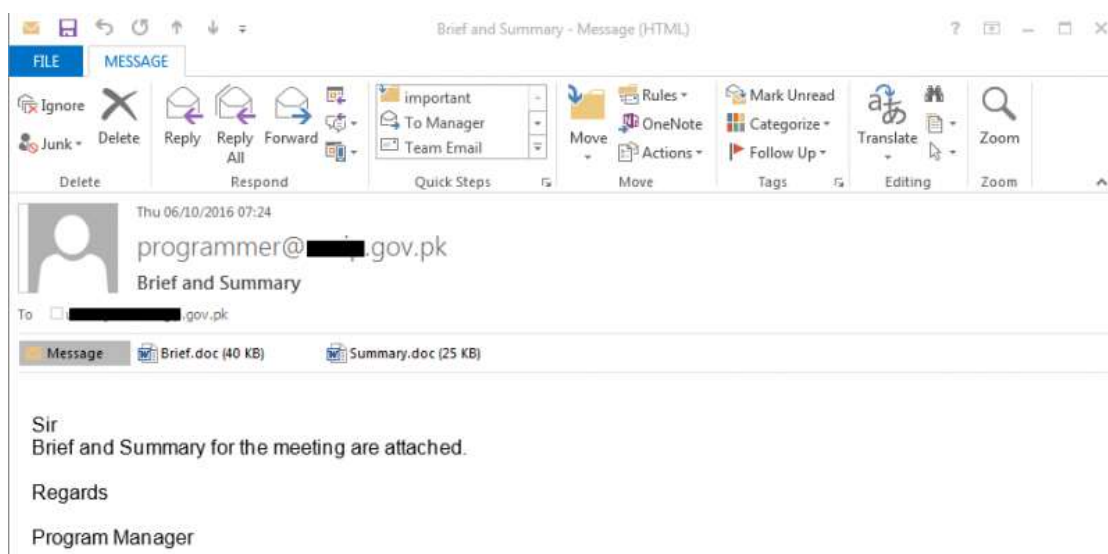 Brief and Summary - Message (HTML)
FILE MESSAGE
Ignore
Junk
Delete
Reply
Reply All
Forward
important
To Manager
Team Email
Move
Rules
OneNote
Actions
Mark Unread
Categorize
Follow Up
Translate
Zoom
Delete Respond Quick Steps Move Tags Editing Zoom
Thu 06/10/2016 07:24
programmer@ .gov.pk
Brief and Summary
To .gov.pk
Message Brief.doc (40 KB) Summary.doc (25 KB)
Sir
Brief and Summary for the meeting are attached.
Regards
Program Manager